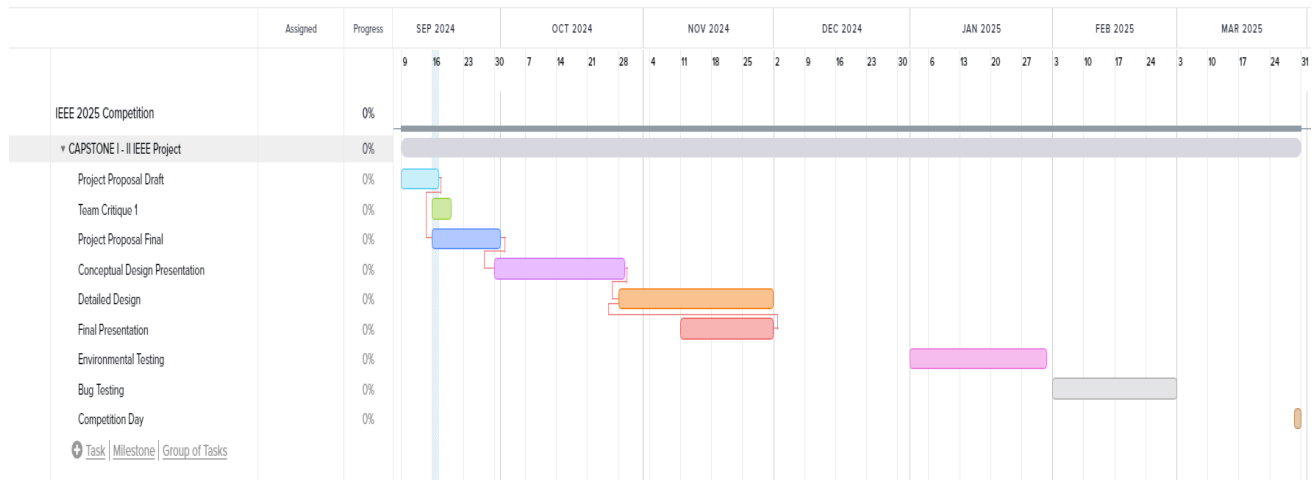 Assigned Progress SEP 2024 OCT 2024 NOV 2024 DEC 2024 JAN 2025 FEB 2025 MAR 2025
9 16 23 30 7 14 21 28 4 11 18 25 2 9 16 23 30 6 13 20 27 3 10 17 24 3 10 17 24 31
IEEE 2025 Competition 0%
▼ CAPSTONE I - II IEEE Project 0%
Project Proposal Draft 0%
Team Critique 1 0%
Project Proposal Final 0%
Conceptual Design Presentation 0%
Detailed Design 0%
Final Presentation 0%
Environmental Testing 0%
Bug Testing 0%
Competition Day 0%
Task | Milestone | Group of Tasks